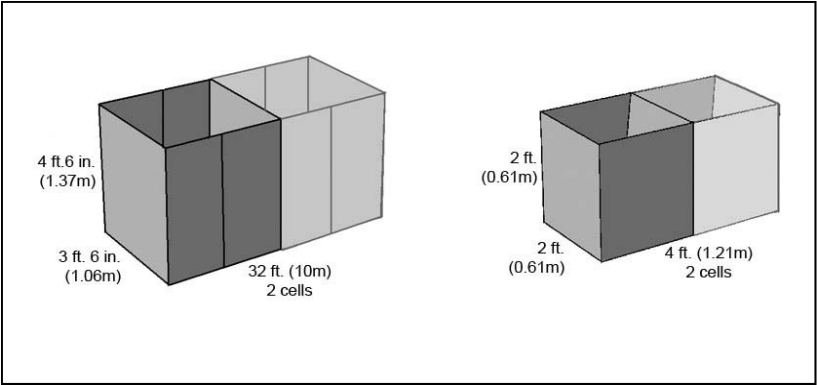 4 ft.6 in.
(1.37m)
3 ft. 6 in.
(1.06m)
32 ft. (10m)
2 cells
2 ft.
(0.61m)
2 ft.
(0.61m)
4 ft. (1.21m)
2 cells